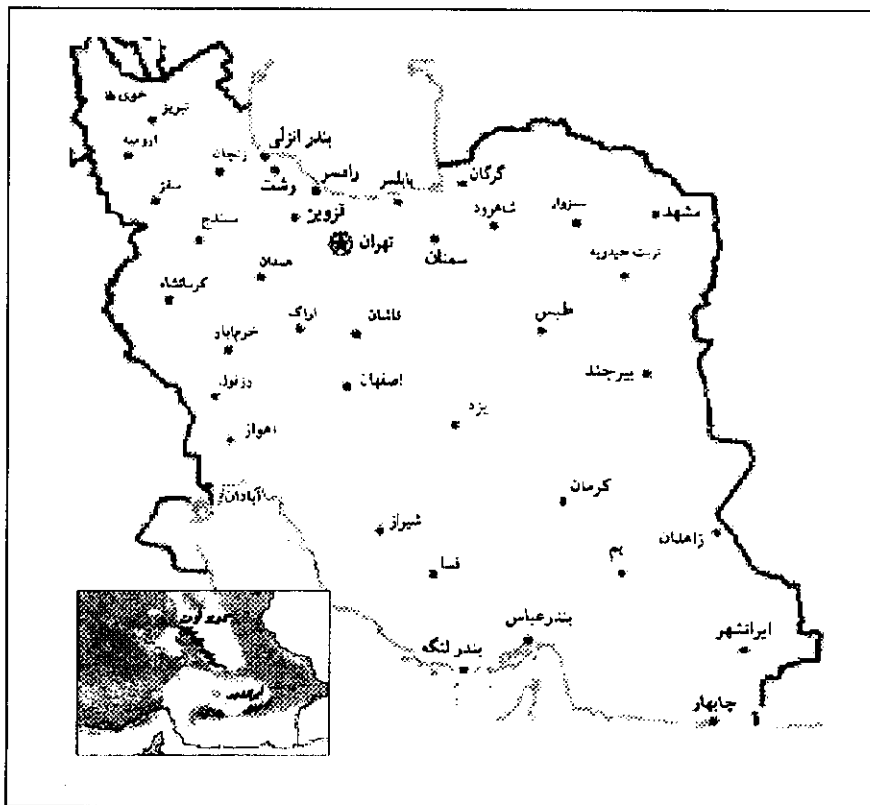 خوی
تبریز
ارومیه
بندر انزلی
زنجان
رشت
رامسر
بابلسر
گرگان
سقز
قزوین
شاهرود
سبزوار
مشهد
سنندج
تهران
سمنان
تربت حیدریه
همدان
کرمانشاه
اراک
کاشان
طبس
خرم‌اباد
بیرجند
دزفول
اصفهان
یزد
اهواز
آبادان
کرمان
شیراز
زاهدان
بم
فسا
بندرعباس
ایرانشهر
بندر لنگه
چابهار